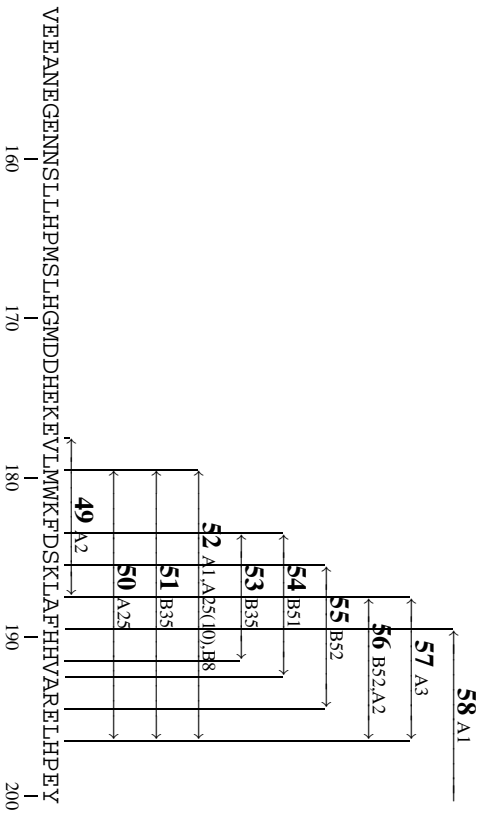 58 A1
57 A3
56 B52,A2
55 B52
54 B51
53 B35
52 A1,A25(10),B8
51 B35
50 A25
49 A2
VEEANEGENNSLLHPMSLHGMDDHEKEVLMWKFDSKLAFHHVARELHPEY
160 170 180 190 200